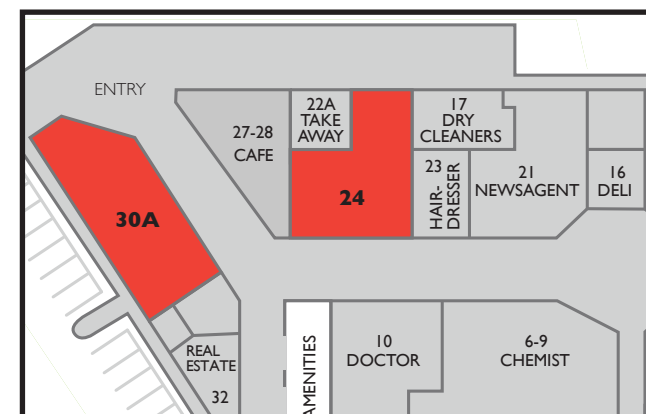 ENTRY
22A
TAKE
AWAY
17
DRY
CLEANERS
27-28
CAFE
24
23
HAIR-
DRESSER
21
NEWSAGENT
16
DELI
30A
REAL
ESTATE
32
AMENITIES
10
DOCTOR
6-9
CHEMIST